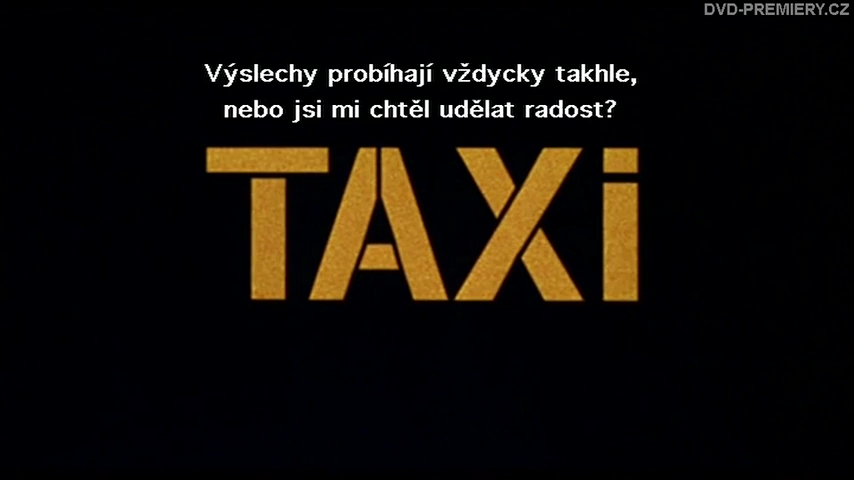 DVD-PREMIERY.CZ
Výslechy probíhají vždycky takhle,
nebo jsi mi chtěl udělat radost?
TAXi